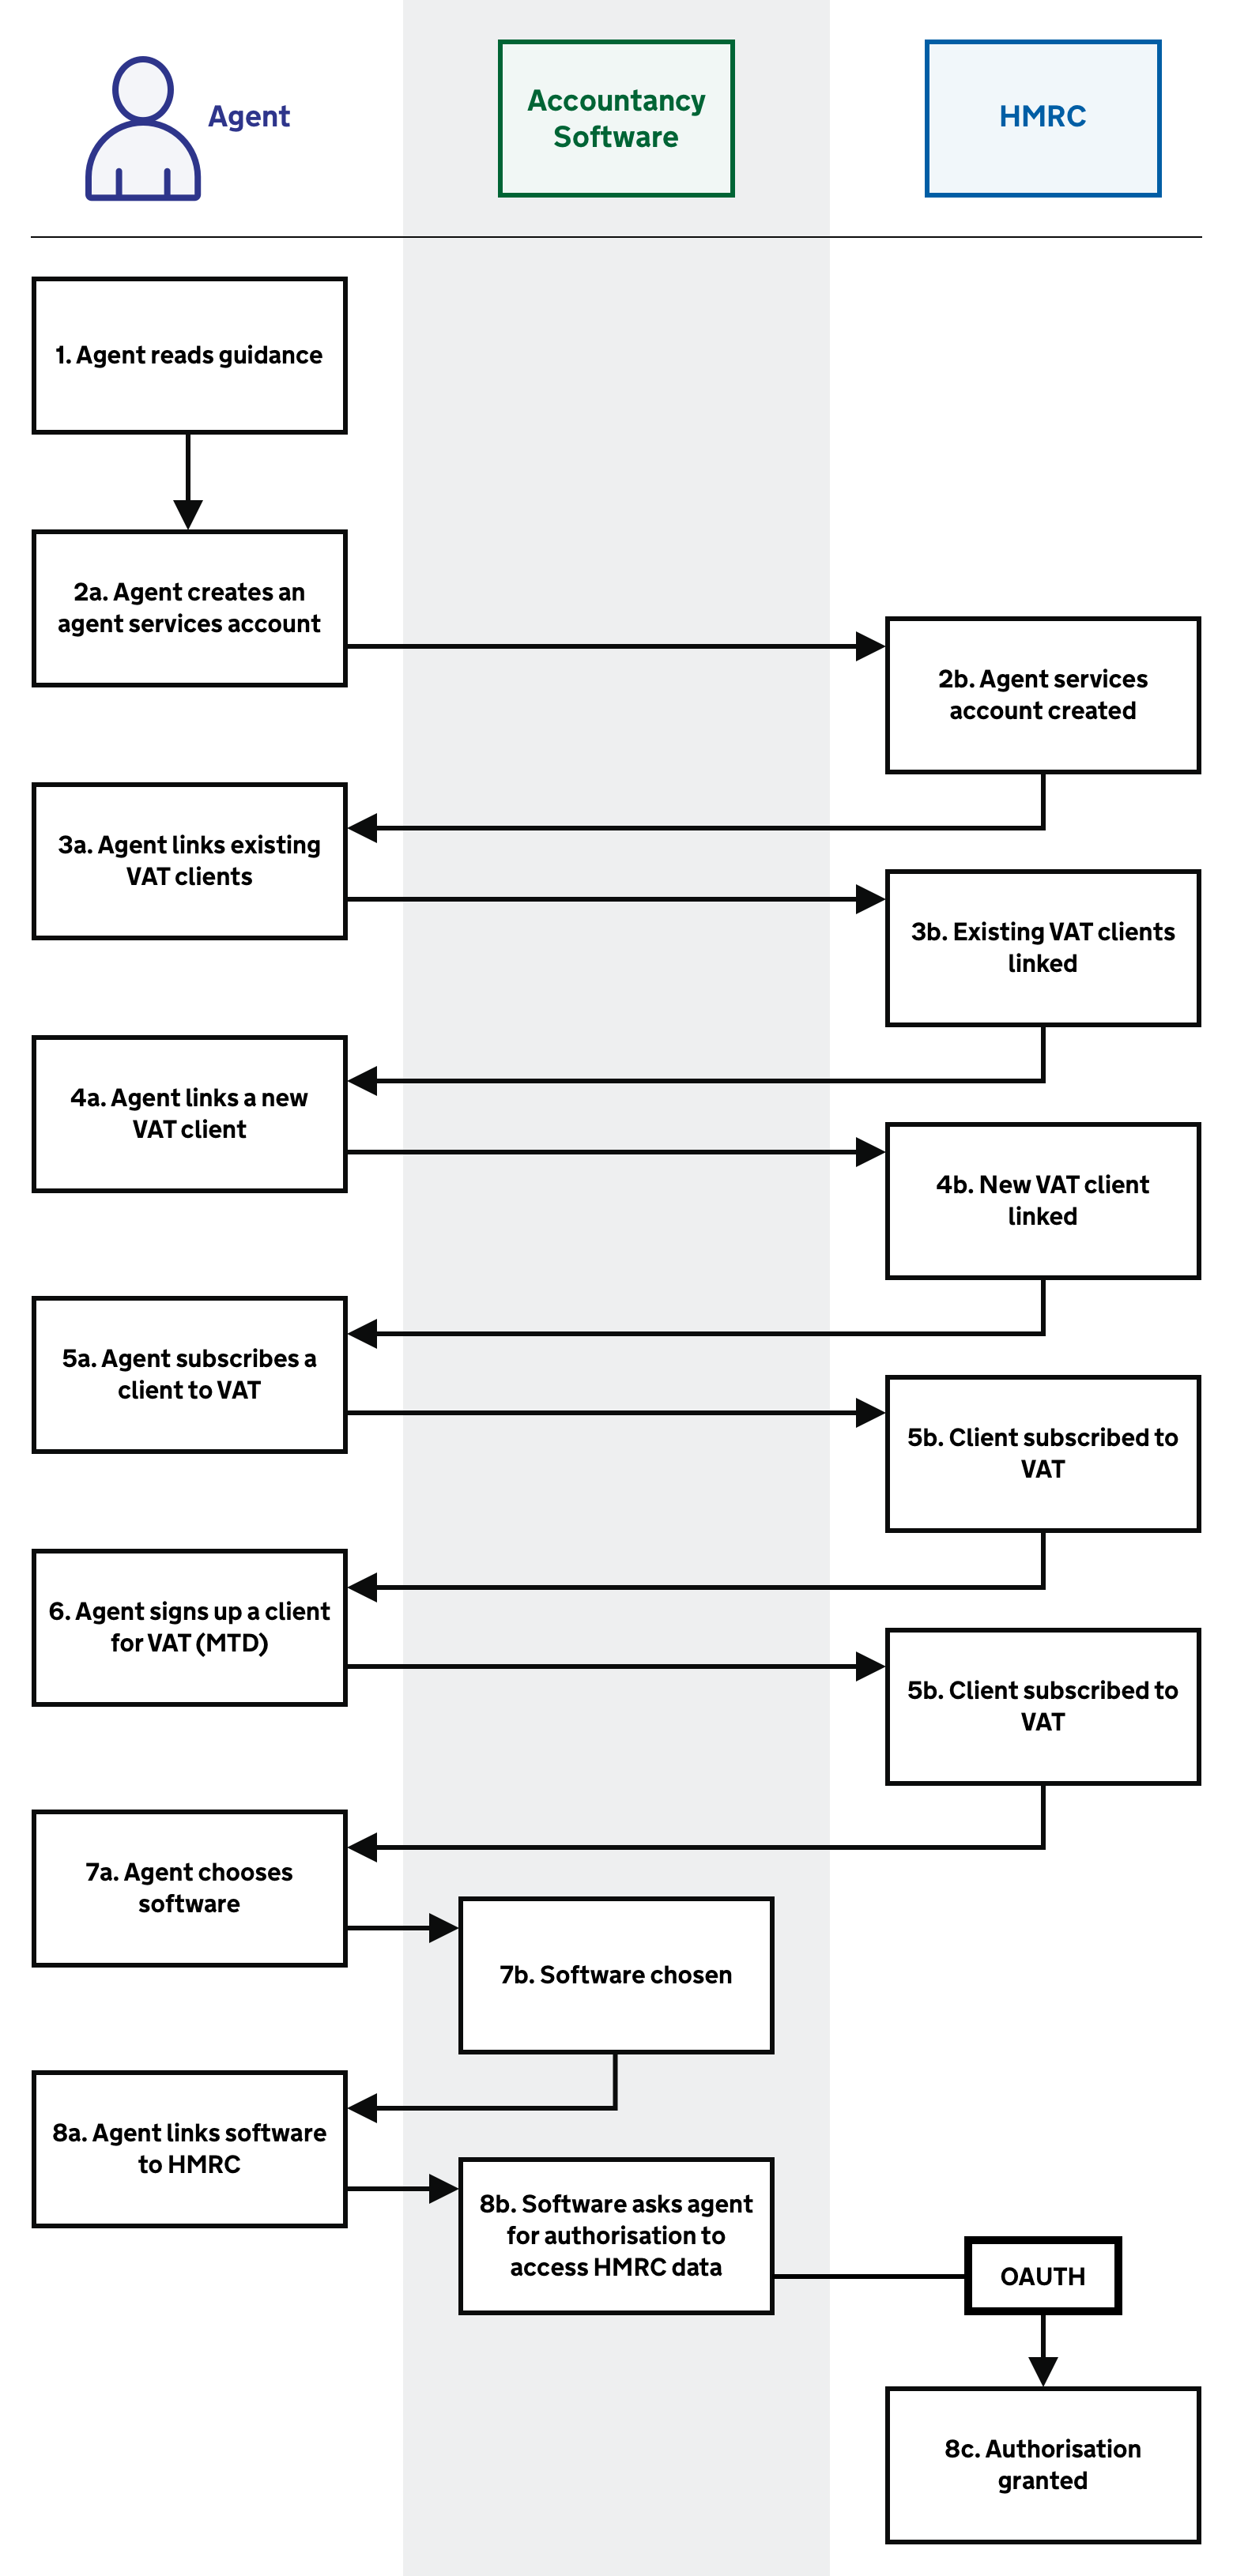 Agent
Accountancy
Software
HMRC
1. Agent reads guidance
2a. Agent creates an
agent services account
2b. Agent services
account created
3a. Agent links existing
VAT clients
3b. Existing VAT clients
linked
4a. Agent links a new
VAT client
4b. New VAT client
linked
5a. Agent subscribes a
client to VAT
5b. Client subscribed to
VAT
6. Agent signs up a client
for VAT (MTD)
5b. Client subscribed to
VAT
7a. Agent chooses
software
7b. Software chosen
8a. Agent links software
to HMRC
8b. Software asks agent
for authorisation to
access HMRC data
OAUTH
8c. Authorisation
granted